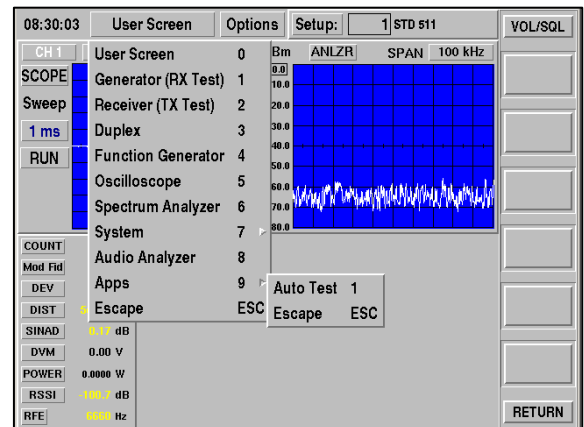 08:30:03 User Screen Options Setup: 1 STD 511 VOL/SQL
CH 1 Bm ANLZR SPAN 100 kHz
SCOPE
Sweep
1 ms
RUN
User Screen 0
Generator (RX Test) 1
Receiver (TX Test) 2
Duplex 3
Function Generator 4
Oscilloscope 5
Spectrum Analyzer 6
System 7
Audio Analyzer 8
Apps 9
Escape ESC
Auto Test 1
Escape ESC
0.0
10.0
20.0
30.0
40.0
50.0
60.0
70.0
80.0
COUNT
Mod Fid
DEV
DIST
SINAD 0.17 dB
DVM 0.00 V
POWER 0.0000 W
RSSI -100.7 dB
RFE 6660 Hz
RETURN